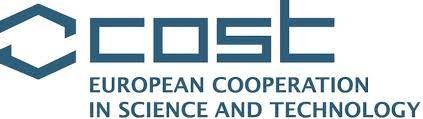 cost
EUROPEAN COOPERATION
IN SCIENCE AND TECHNOLOGY